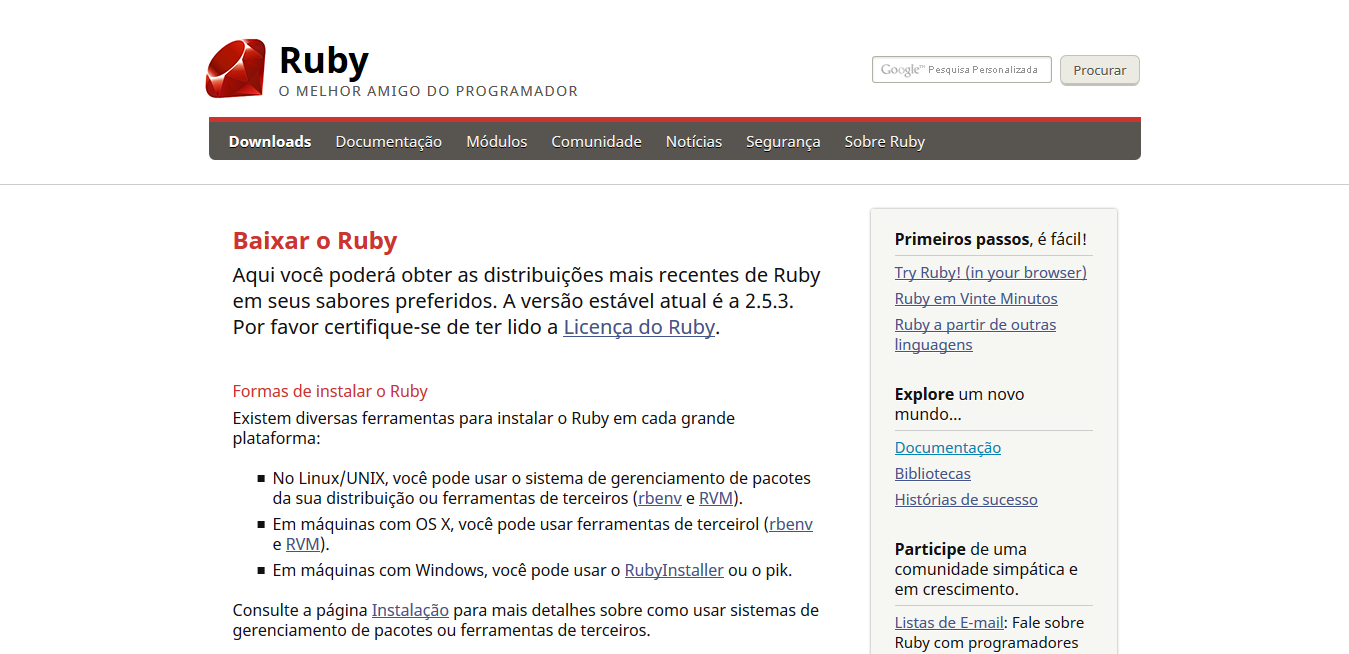 Ruby
O MELHOR AMIGO DO PROGRAMADOR
Google™ Pesquisa Personalizada
Procurar
Downloads Documentação Módulos Comunidade Notícias Segurança Sobre Ruby
Baixar o Ruby
Aqui você poderá obter as distribuições mais recentes de Ruby
em seus sabores preferidos. A versão estável atual é a 2.5.3.
Por favor certifique-se de ter lido a Licença do Ruby.
Formas de instalar o Ruby
Existem diversas ferramentas para instalar o Ruby em cada grande
plataforma:
No Linux/UNIX, você pode usar o sistema de gerenciamento de pacotes
da sua distribuição ou ferramentas de terceiros (rbenv e RVM).
Em máquinas com OS X, você pode usar ferramentas de terceirol (rbenv
e RVM).
Em máquinas com Windows, você pode usar o RubyInstaller ou o pik.
Consulte a página Instalação para mais detalhes sobre como usar sistemas de
gerenciamento de pacotes ou ferramentas de terceiros.
Primeiros passos, é fácil!
Try Ruby! (in your browser)
Ruby em Vinte Minutos
Ruby a partir de outras
linguagens
Explore um novo
mundo…
Documentação
Bibliotecas
Histórias de sucesso
Participe de uma
comunidade simpática e
em crescimento.
Listas de E-mail: Fale sobre
Ruby com programadores